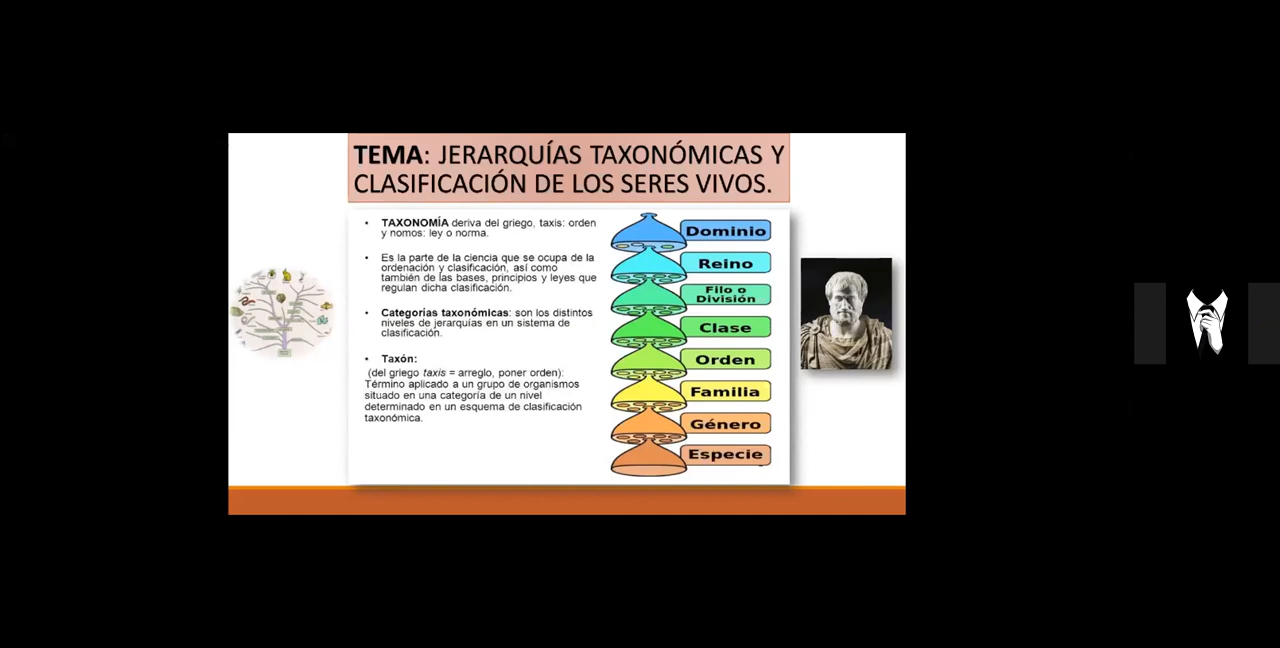 TEMA: JERARQUÍAS TAXONÓMICAS Y
CLASIFICACIÓN DE LOS SERES VIVOS.
• TAXONOMÍA deriva del griego, taxis: orden
y nomos: ley o norma.
• Es la parte de la ciencia que se ocupa de la
ordenación y clasificación, así como
también de las bases, principios y leyes que
regulan dicha clasificación.
• Categorías taxonómicas: son los distintos
niveles de jerarquías en un sistema de
clasificación.
• Taxón:
(del griego taxis = arreglo, poner orden):
Término aplicado a un grupo de organismos
situado en una categoría de un nivel
determinado en un esquema de clasificación
taxonómica.
Dominio
Reino
Filo o
División
Clase
Orden
Familia
Género
Especie